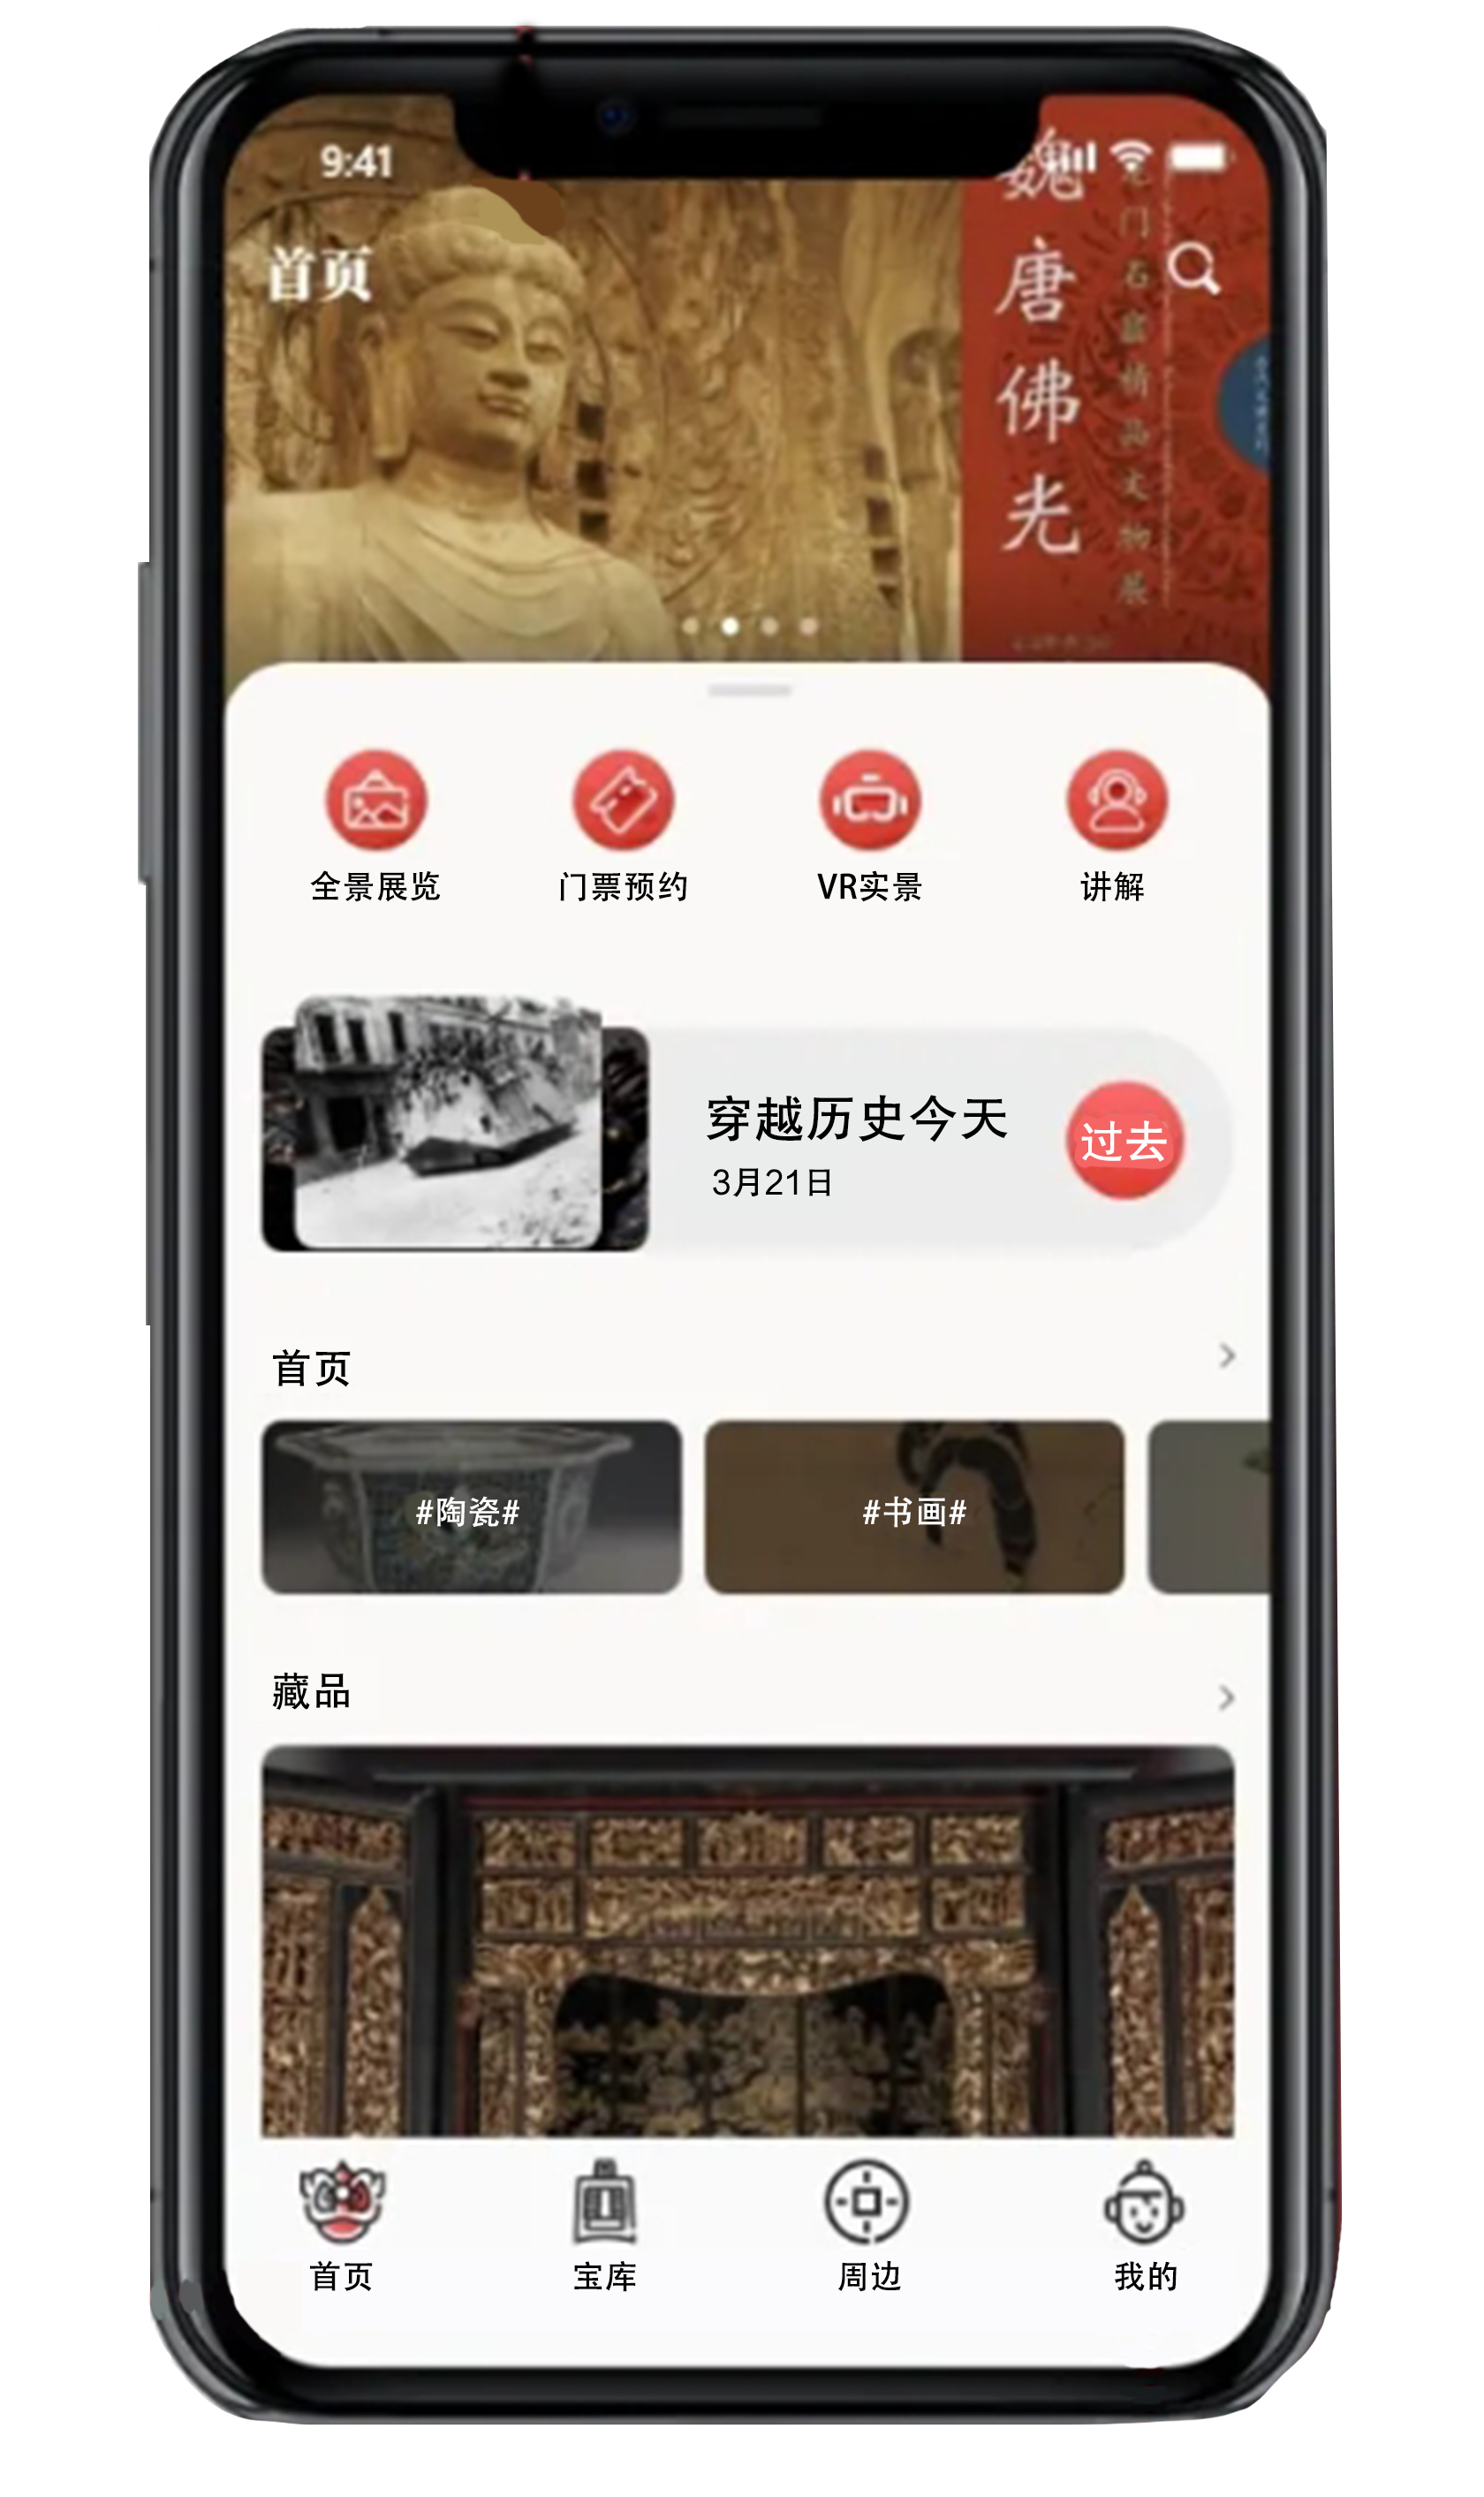 9:41
首页
魏唐佛光
龙门石窟精品文物展
全景展览
门票预约
VR实景
讲解
穿越历史今天
3月21日
过去
首页
#陶瓷#
#书画#
藏品
首页
宝库
周边
我的